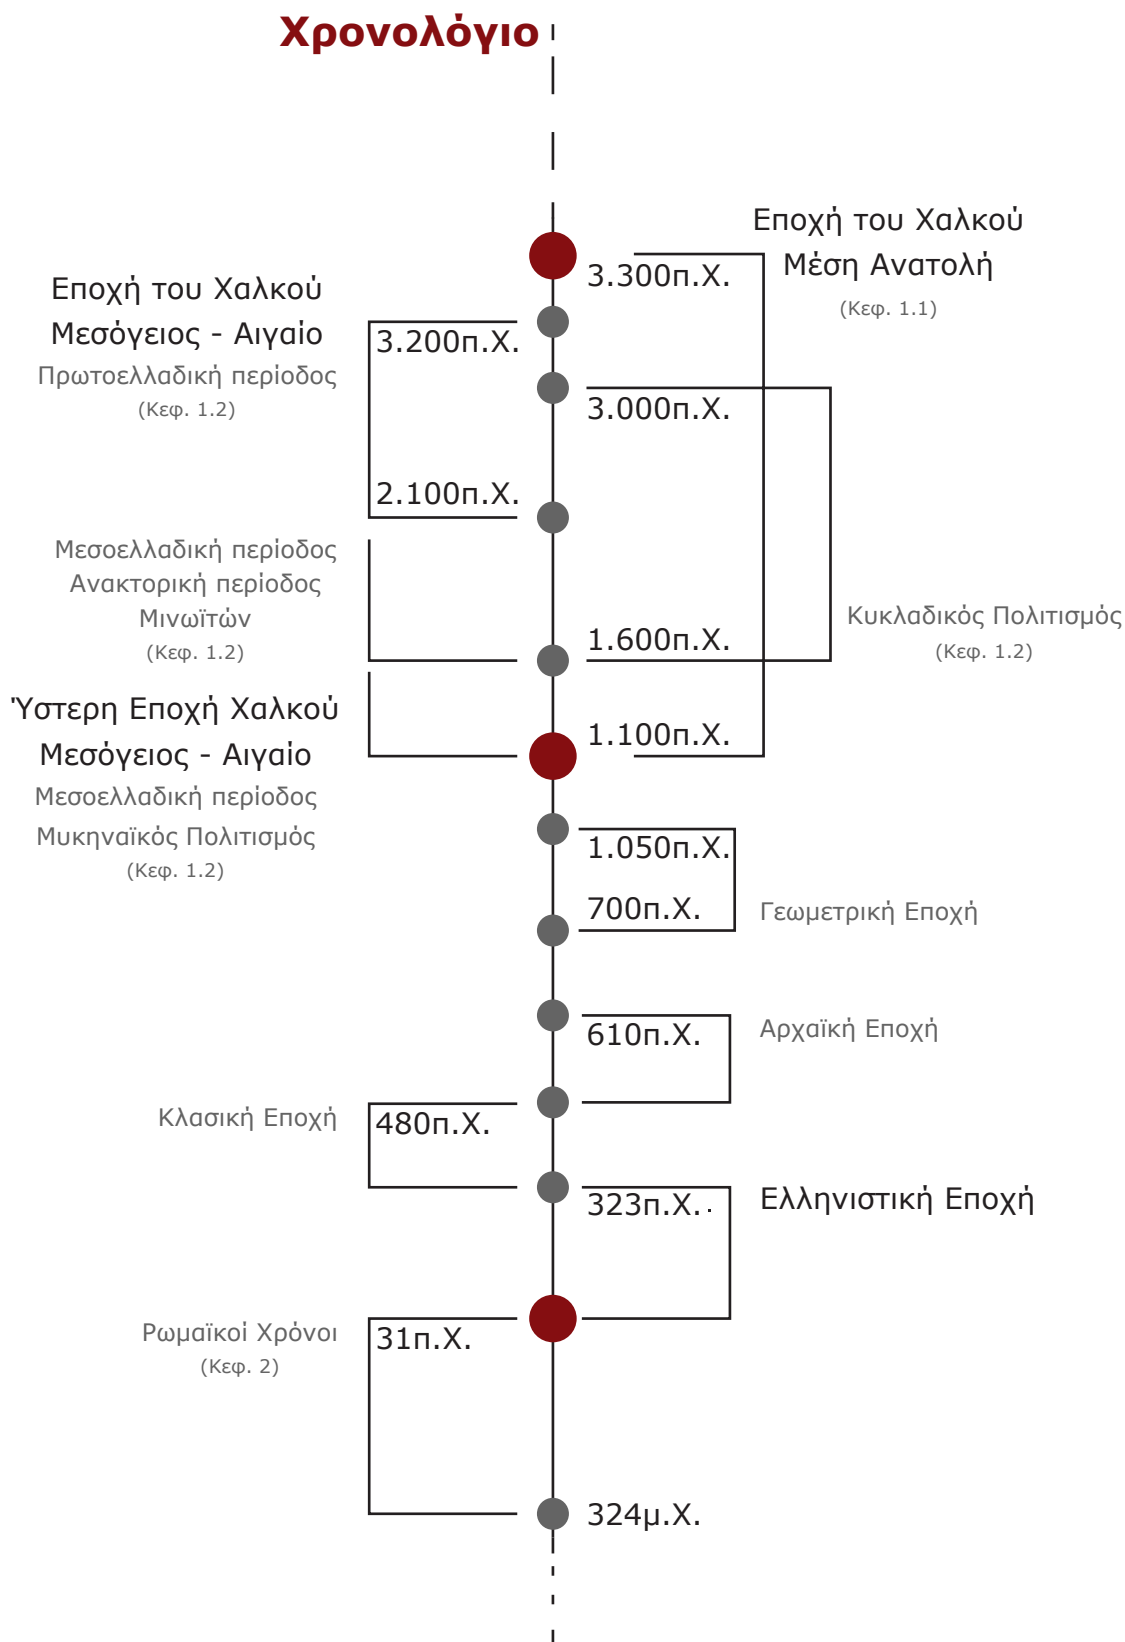 Χρονολόγιο
Εποχή του Χαλκού
Μέση Ανατολή
(Κεφ. 1.1)
3.300π.Χ.
Εποχή του Χαλκού
Μεσόγειος - Αιγαίο
Πρωτοελλαδική περίοδος
(Κεφ. 1.2)
3.200π.Χ.
3.000π.Χ.
2.100π.Χ.
Μεσοελλαδική περίοδος
Ανακτορική περίοδος
Μινωϊτών
(Κεφ. 1.2)
Κυκλαδικός Πολιτισμός
(Κεφ. 1.2)
1.600π.Χ.
Ύστερη Εποχή Χαλκού
Μεσόγειος - Αιγαίο
Μεσοελλαδική περίοδος
Μυκηναϊκός Πολιτισμός
(Κεφ. 1.2)
1.100π.Χ.
1.050π.Χ.
700π.Χ.
Γεωμετρική Εποχή
610π.Χ.
Αρχαϊκή Εποχή
Κλασική Εποχή
480π.Χ.
323π.Χ. .
Ελληνιστική Εποχή
Ρωμαϊκοί Χρόνοι
(Κεφ. 2)
31π.Χ.
324μ.Χ.